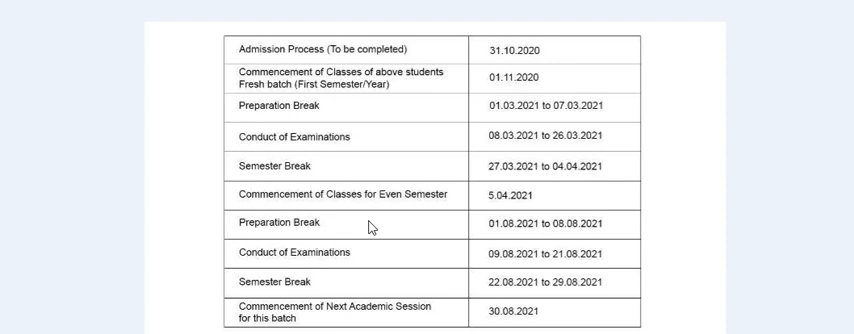 Admission Process (To be completed) 31.10.2020
Commencement of Classes of above students
Fresh batch (First Semester/Year) 01.11.2020
Preparation Break 01.03.2021 to 07.03.2021
Conduct of Examinations 08.03.2021 to 26.03.2021
Semester Break 27.03.2021 to 04.04.2021
Commencement of Classes for Even Semester 5.04.2021
Preparation Break 01.08.2021 to 08.08.2021
Conduct of Examinations 09.08.2021 to 21.08.2021
Semester Break 22.08.2021 to 29.08.2021
Commencement of Next Academic Session
for this batch 30.08.2021